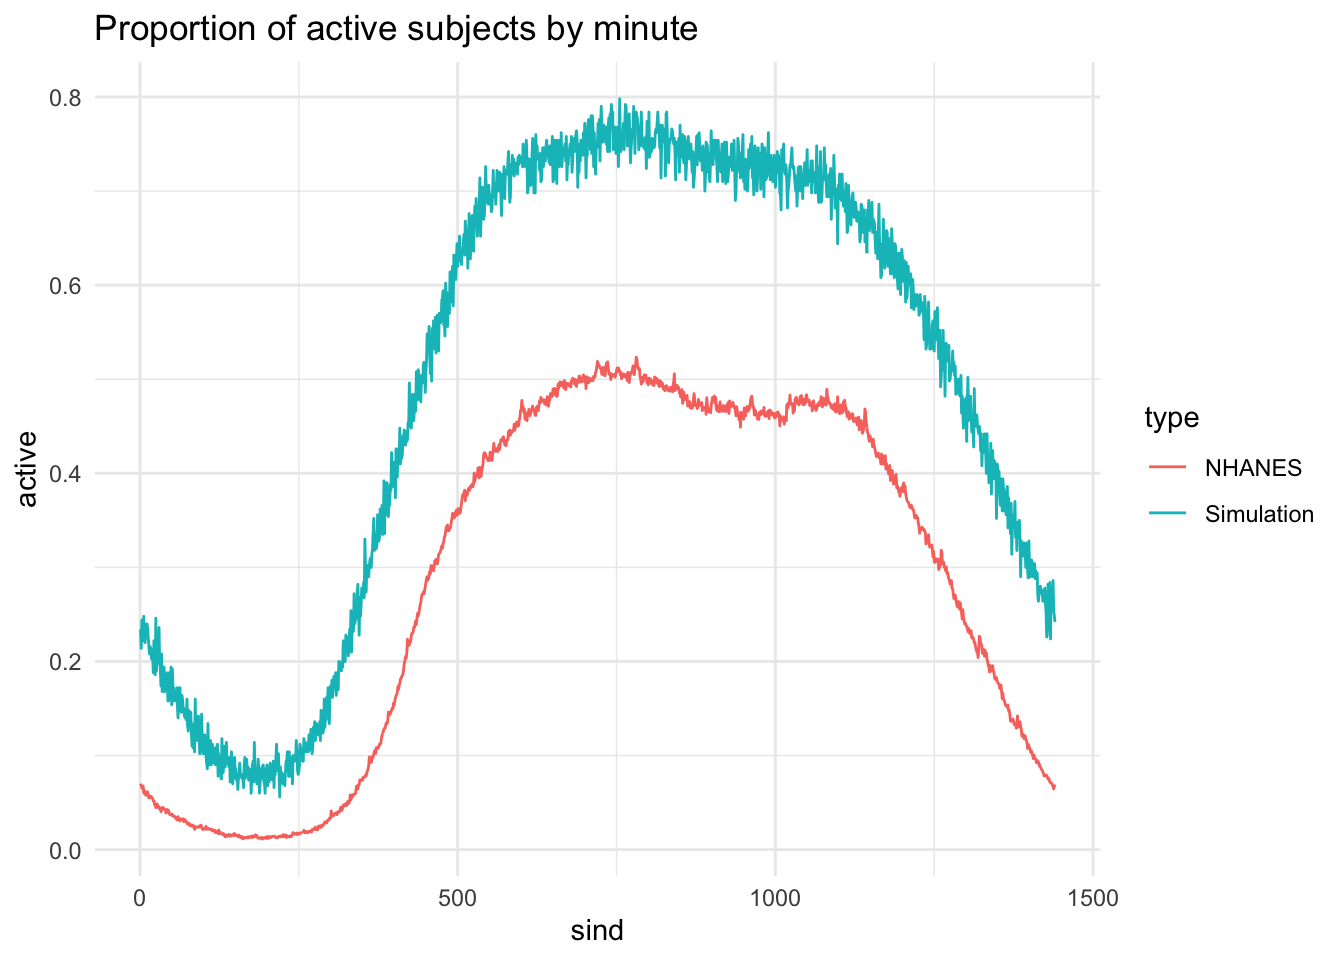 Proportion of active subjects by minute
0.8
0.6
0.4
0.2
0.0
active
0 500 1000 1500
sind
type
NHANES
Simulation